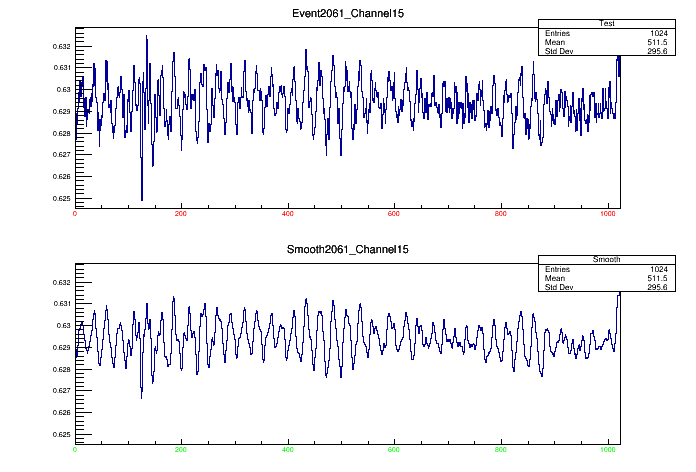 Event2061_Channel15
Test
Entries 1024
Mean 511.5
Std Dev 295.6
0.632
0.631
0.63
0.629
0.628
0.627
0.626
0.625
0 200 400 600 800 1000
Smooth2061_Channel15
Smooth
Entries 1024
Mean 511.5
Std Dev 295.6
0.632
0.631
0.63
0.629
0.628
0.627
0.626
0.625
0 200 400 600 800 1000